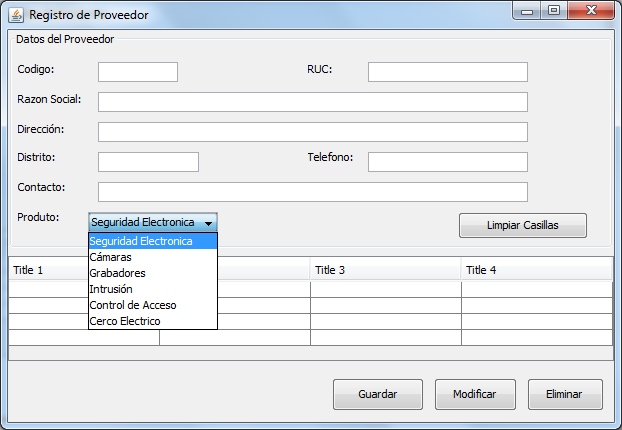 Registro de Proveedor
Datos del Proveedor
Codigo: RUC:
Razon Social:
Dirección:
Distrito: Telefono:
Contacto:
Produto: Seguridad Electronica Limpiar Casillas
Seguridad Electronica
Cámaras
Grabadores
Intrusión
Control de Acceso
Cerco Electrico
Title 1 Title 3 Title 4
Guardar Modificar Eliminar